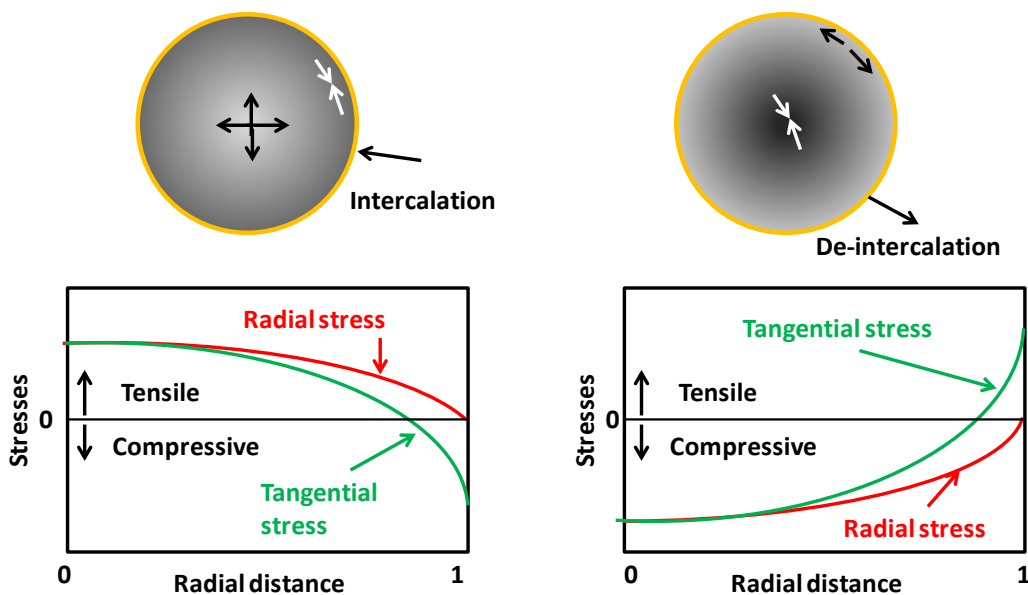 Intercalation
De-intercalation
Radial stress
Tensile
0
Compressive
Stresses
Tangential
stress
0
Radial distance
1
Tangential stress
Tensile
0
Compressive
Stresses
Radial stress
0
Radial distance
1